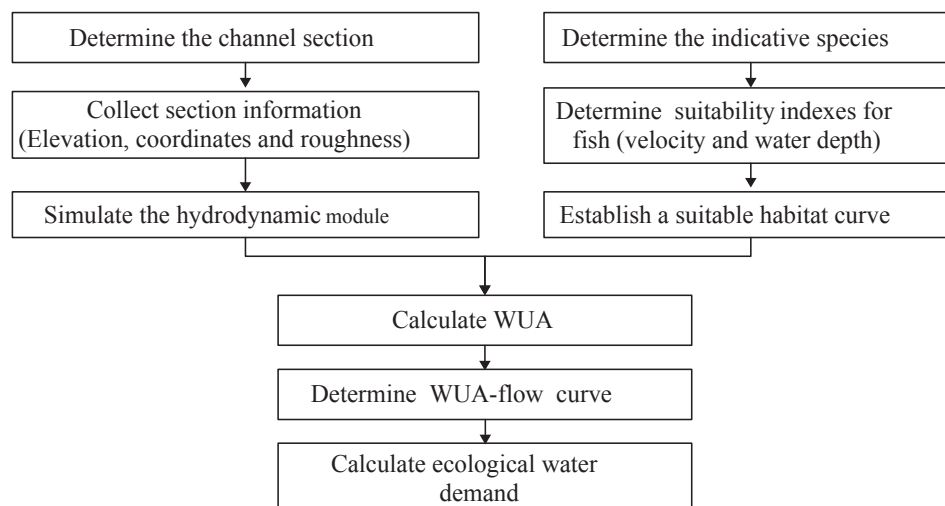 Determine the channel section
Collect section information
(Elevation, coordinates and roughness)
Simulate the hydrodynamic module
Determine the indicative species
Determine suitability indexes for
fish (velocity and water depth)
Establish a suitable habitat curve
Calculate WUA
Determine WUA-flow curve
Calculate ecological water
demand